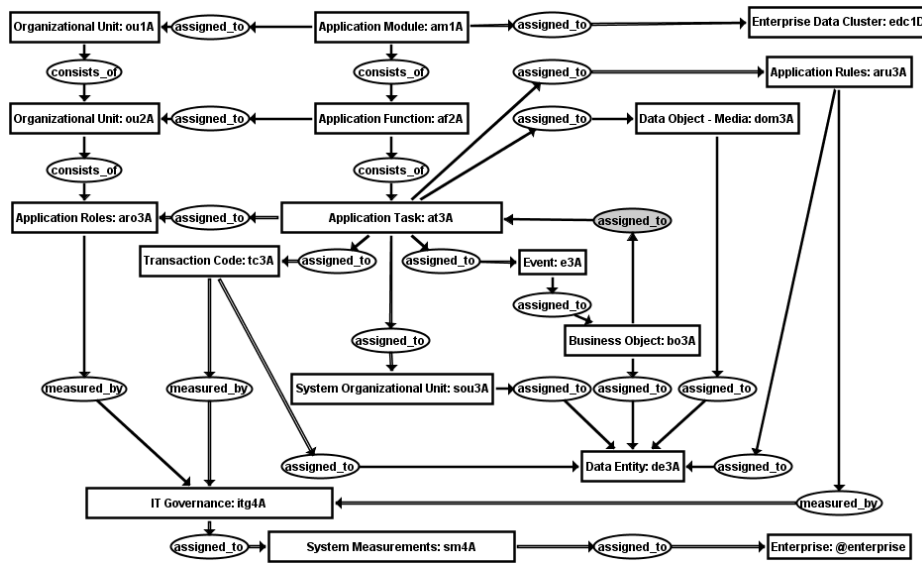 Organizational Unit: ou1A
assigned_to
Application Module: am1A
assigned_to
Enterprise Data Cluster: edc1D
consists_of
consists_of
assigned_to
Application Rules: aru3A
Organizational Unit: ou2A
assigned_to
Application Function: af2A
assigned_to
Data Object - Media: dom3A
consists_of
consists_of
Application Roles: aro3A
assigned_to
Application Task: at3A
assigned_to
Transaction Code: tc3A
assigned_to
assigned_to
Event: e3A
assigned_to
assigned_to
Business Object: bo3A
measured_by
measured_by
System Organizational Unit: sou3A
assigned_to
assigned_to
assigned_to
assigned_to
Data Entity: de3A
assigned_to
IT Governance: itg4A
measured_by
assigned_to
System Measurements: sm4A
assigned_to
Enterprise: @enterprise